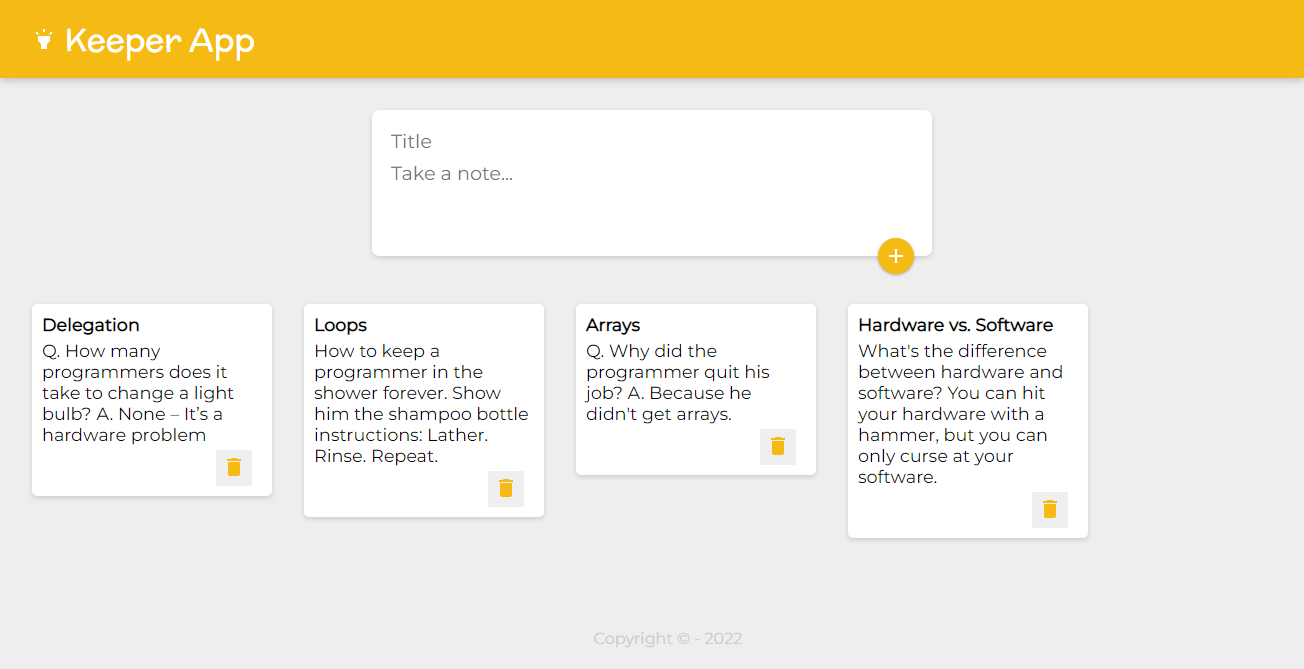 Keeper App
Title
Take a note...
Delegation
Q. How many
programmers does it
take to change a light
bulb? A. None – It’s a
hardware problem
Loops
How to keep a
programmer in the
shower forever. Show
him the shampoo bottle
instructions: Lather.
Rinse. Repeat.
Arrays
Q. Why did the
programmer quit his
job? A. Because he
didn't get arrays.
Hardware vs. Software
What's the difference
between hardware and
software? You can hit
your hardware with a
hammer, but you can
only curse at your
software.
Copyright © - 2022